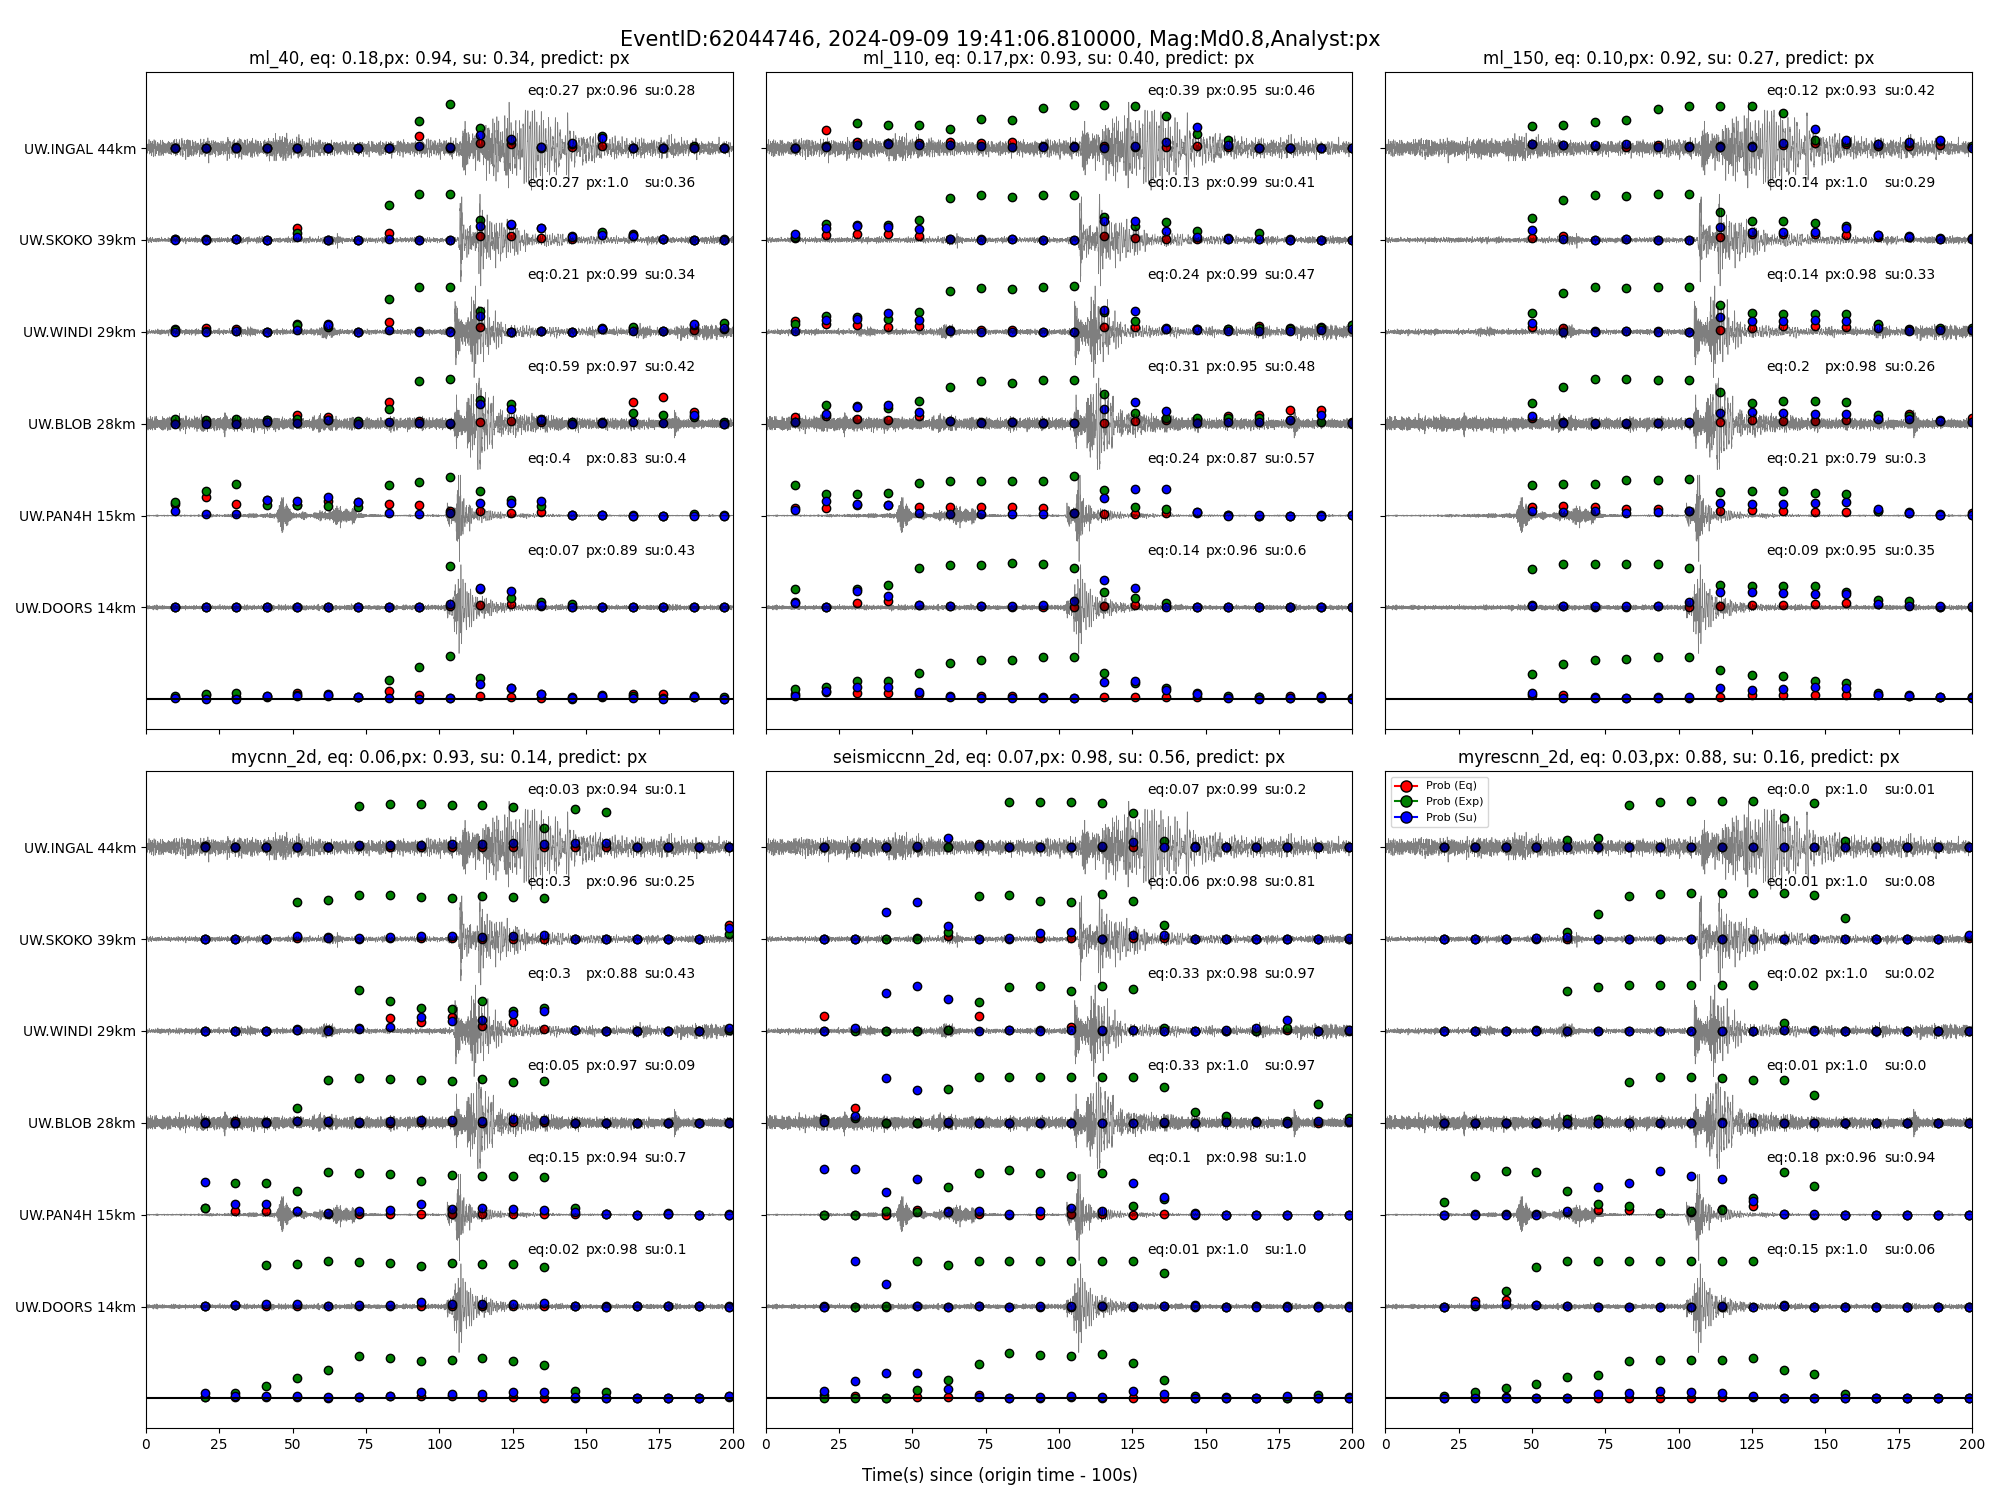 EventID:62044746, 2024-09-09 19:41:06.810000, Mag:Md0.8,Analyst:px
ml_40, eq: 0.18,px: 0.94, su: 0.34, predict: px
eq:0.27 px:0.96 su:0.28
UW.INGAL 44km
eq:0.27 px:1.0 su:0.36
UW.SKOKO 39km
eq:0.21 px:0.99 su:0.34
UW.WINDI 29km
eq:0.59 px:0.97 su:0.42
UW.BLOB 28km
eq:0.4 px:0.83 su:0.4
UW.PAN4H 15km
eq:0.07 px:0.89 su:0.43
UW.DOORS 14km
ml_110, eq: 0.17,px: 0.93, su: 0.40, predict: px
eq:0.39 px:0.95 su:0.46
eq:0.13 px:0.99 su:0.41
eq:0.24 px:0.99 su:0.47
eq:0.31 px:0.95 su:0.48
eq:0.24 px:0.87 su:0.57
eq:0.14 px:0.96 su:0.6
ml_150, eq: 0.10,px: 0.92, su: 0.27, predict: px
eq:0.12 px:0.93 su:0.42
eq:0.14 px:1.0 su:0.29
eq:0.14 px:0.98 su:0.33
eq:0.2 px:0.98 su:0.26
eq:0.21 px:0.79 su:0.3
eq:0.09 px:0.95 su:0.35
mycnn_2d, eq: 0.06,px: 0.93, su: 0.14, predict: px
eq:0.03 px:0.94 su:0.1
UW.INGAL 44km
eq:0.3 px:0.96 su:0.25
UW.SKOKO 39km
eq:0.3 px:0.88 su:0.43
UW.WINDI 29km
eq:0.05 px:0.97 su:0.09
UW.BLOB 28km
eq:0.15 px:0.94 su:0.7
UW.PAN4H 15km
eq:0.02 px:0.98 su:0.1
UW.DOORS 14km
0 25 50 75 100 125 150 175 200
seismiccnn_2d, eq: 0.07,px: 0.98, su: 0.56, predict: px
eq:0.07 px:0.99 su:0.2
eq:0.06 px:0.98 su:0.81
eq:0.33 px:0.98 su:0.97
eq:0.33 px:1.0 su:0.97
eq:0.1 px:0.98 su:1.0
eq:0.01 px:1.0 su:1.0
0 25 50 75 100 125 150 175 200
myrescnn_2d, eq: 0.03,px: 0.88, su: 0.16, predict: px
Prob (Eq)
Prob (Exp)
Prob (Su)
eq:0.0 px:1.0 su:0.01
eq:0.01 px:1.0 su:0.08
eq:0.02 px:1.0 su:0.02
eq:0.01 px:1.0 su:0.0
eq:0.18 px:0.96 su:0.94
eq:0.15 px:1.0 su:0.06
0 25 50 75 100 125 150 175 200
Time(s) since (origin time - 100s)